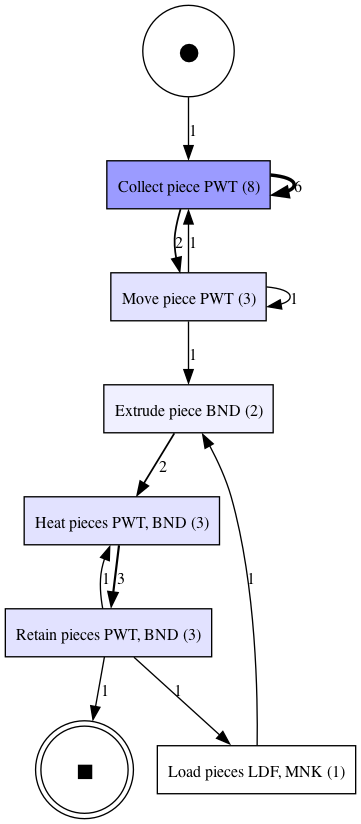 1
Collect piece PWT (8)
6
2
1
Move piece PWT (3)
1
1
Extrude piece BND (2)
2
Heat pieces PWT, BND (3)
1
3
1
Retain pieces PWT, BND (3)
1
1
Load pieces LDF, MNK (1)